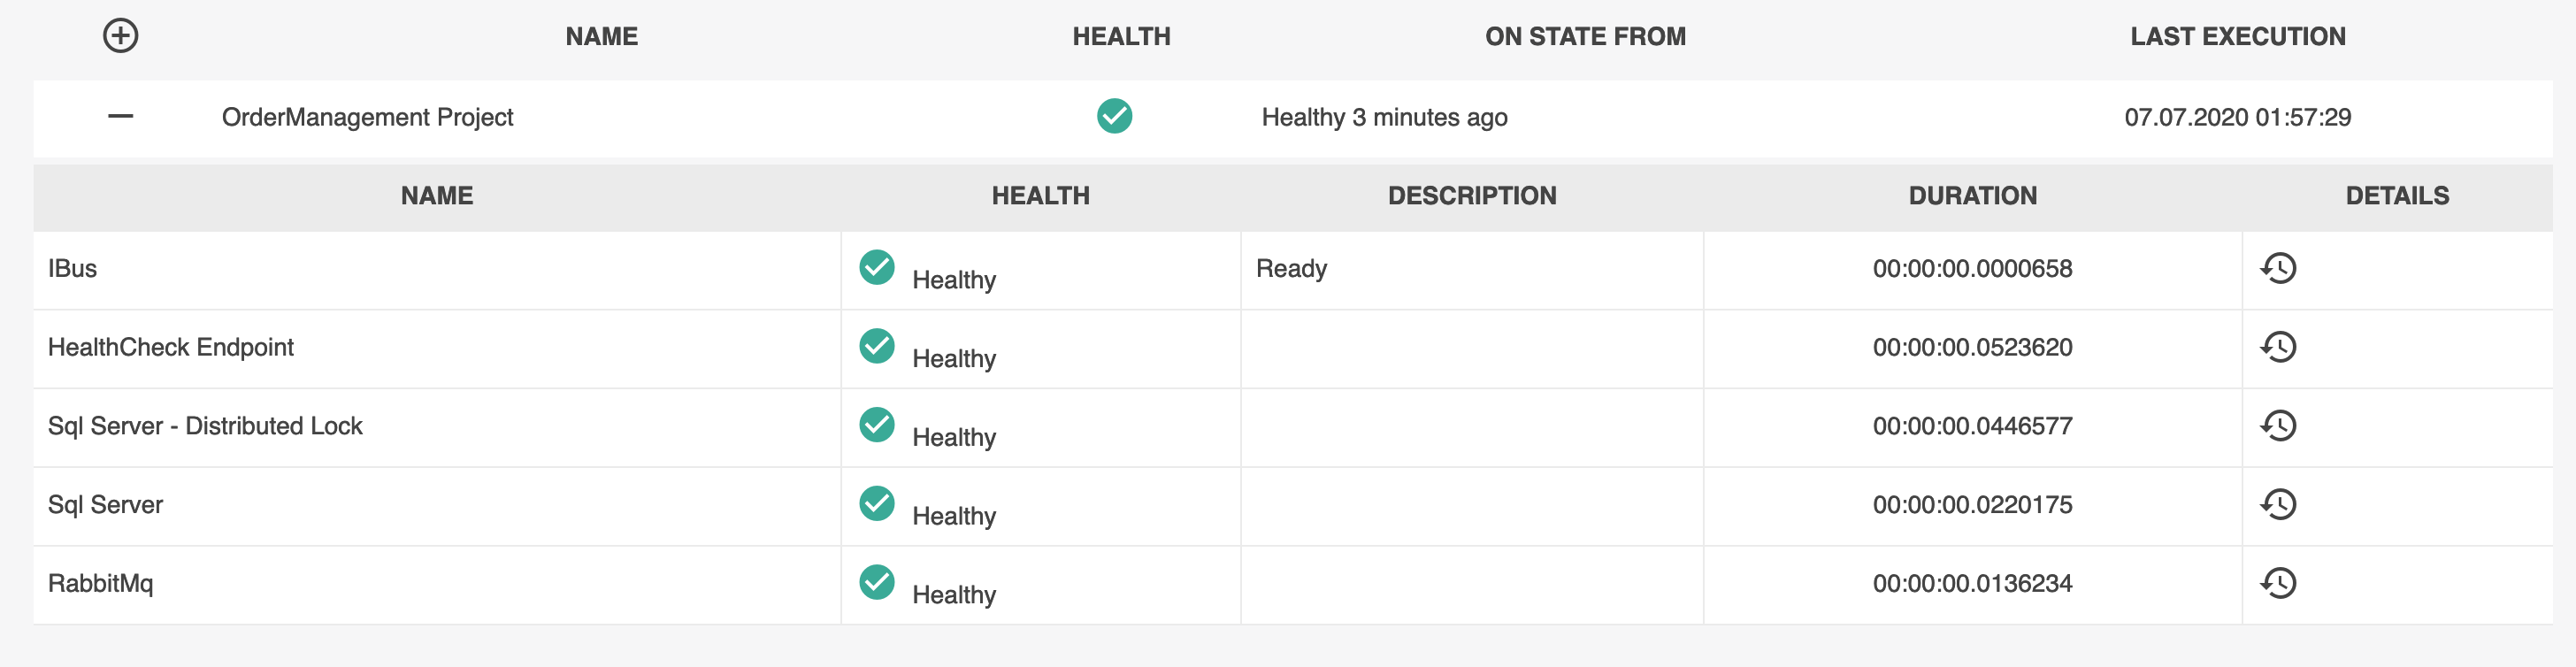 NAME HEALTH ON STATE FROM LAST EXECUTION
OrderManagement Project Healthy 3 minutes ago 07.07.2020 01:57:29
NAME HEALTH DESCRIPTION DURATION DETAILS
IBus Healthy Ready 00:00:00.0000658
HealthCheck Endpoint Healthy 00:00:00.0523620
Sql Server - Distributed Lock Healthy 00:00:00.0446577
Sql Server Healthy 00:00:00.0220175
RabbitMq Healthy 00:00:00.0136234